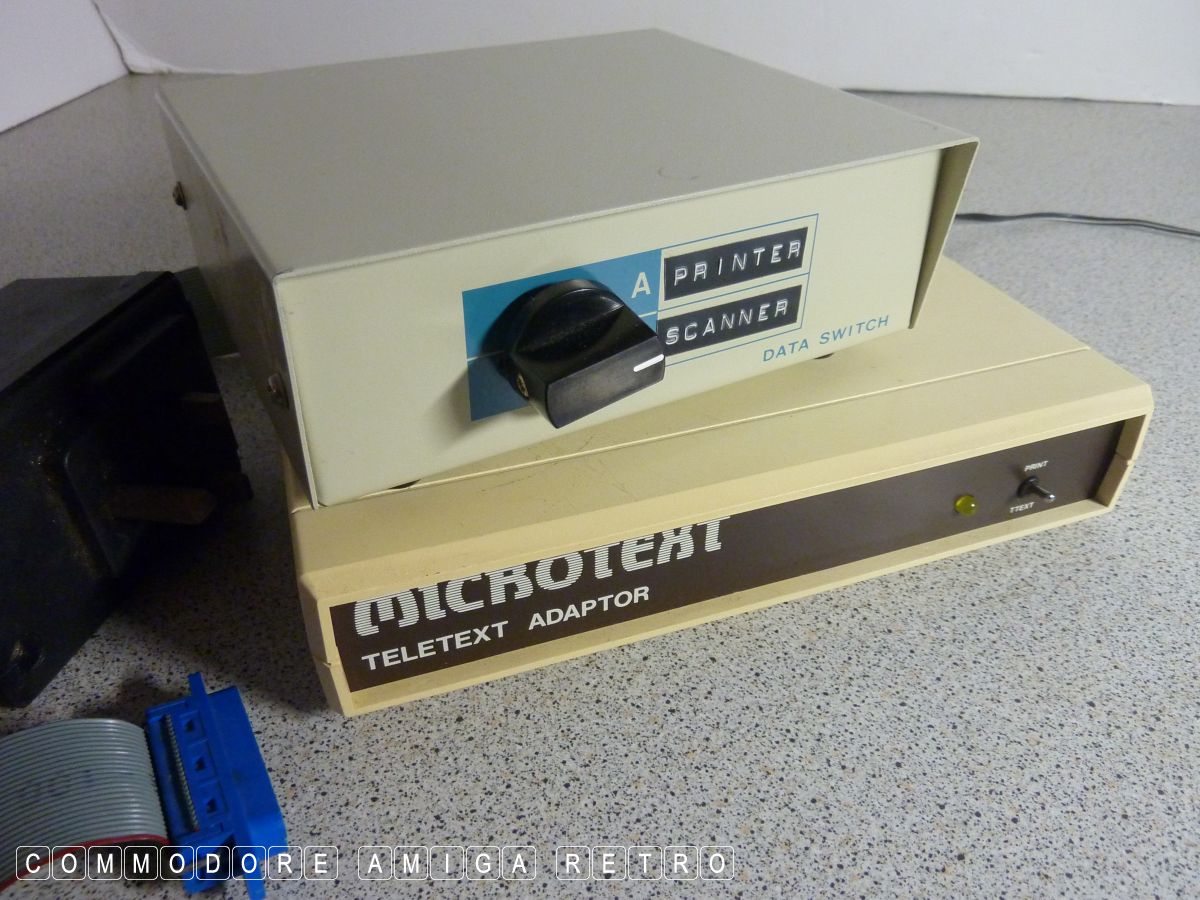 A PRINTER
SCANNER
DATA SWITCH
PRINT
TTEXT
MICROTEXT
TELETEXT ADAPTOR
COMMODORE AMIGA RETRO